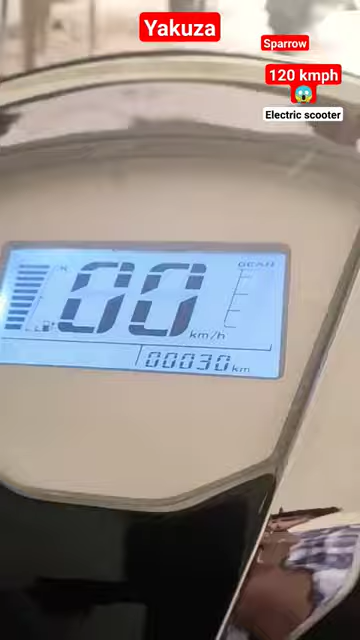 Yakuza
Sparrow
120 kmph
😱
Electric scooter
GEAR
00
km/h
00030 km